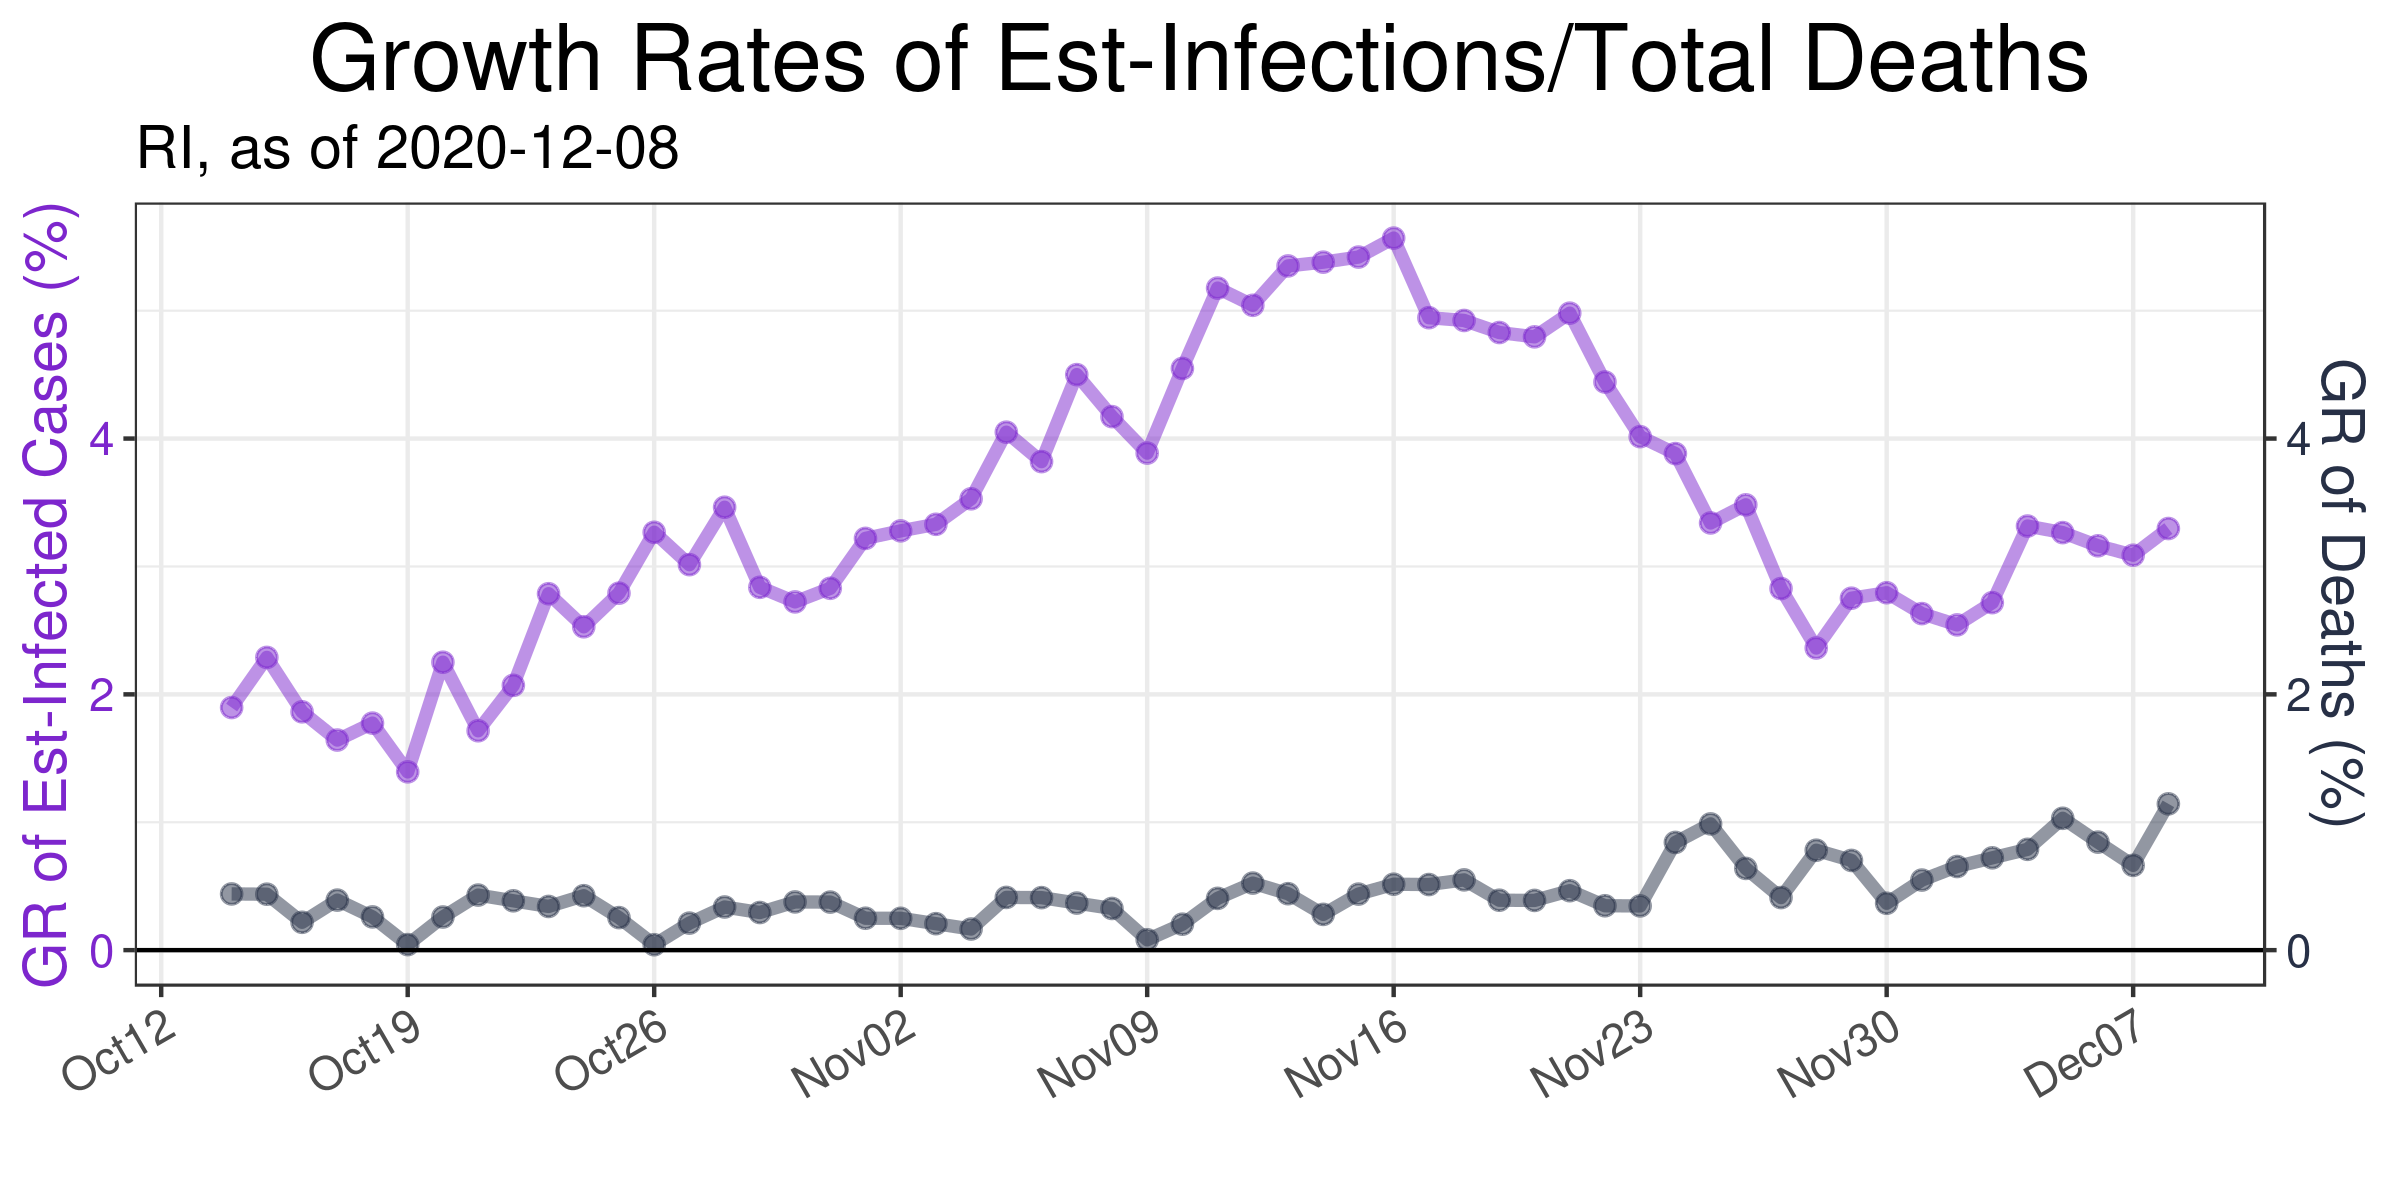 Growth Rates of Est-Infections/Total Deaths
RI, as of 2020-12-08
GR of Est-Infected Cases (%)
4
2
0
4
2
0
GR of Deaths (%)
Oct12
Oct19
Oct26
Nov02
Nov09
Nov16
Nov23
Nov30
Dec07